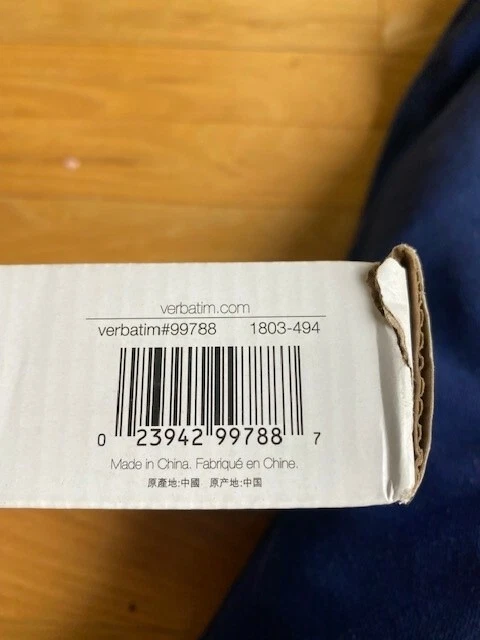 verbatim.com
verbatim#99788 1803-494
0 23942 99788 7
Made in China. Fabriqué en Chine.
原產地:中國 原产地:中国